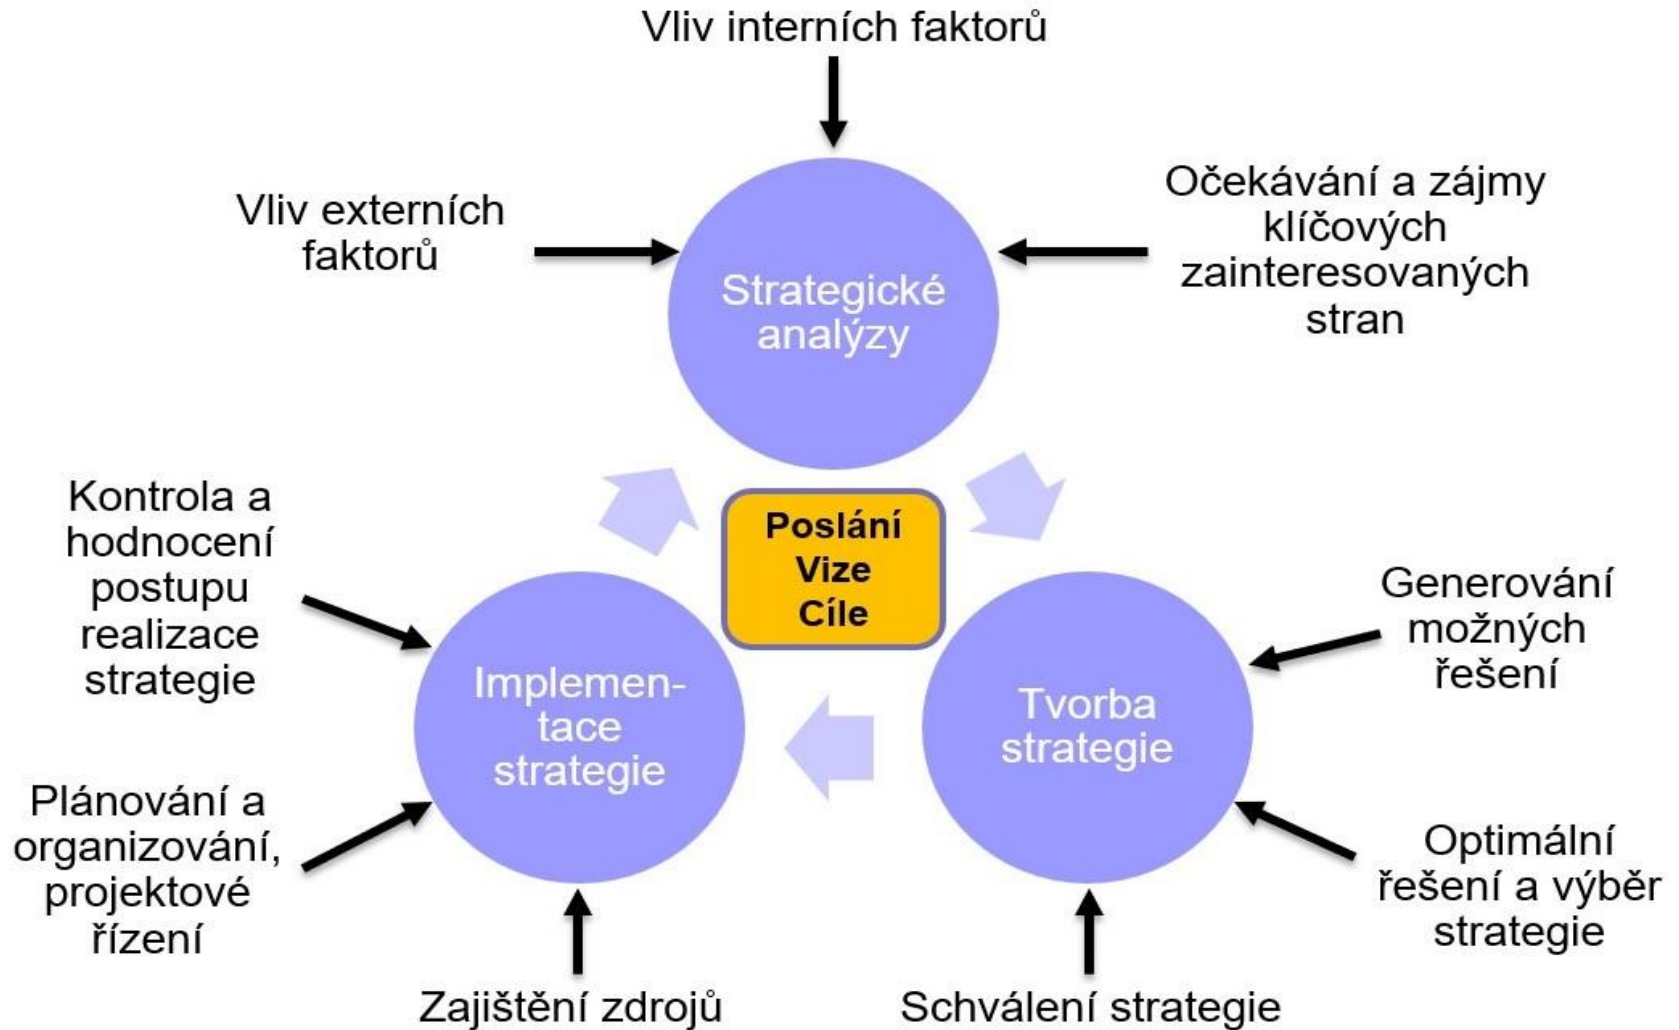 Vliv interních faktorů
Vliv externích
faktorů
Očekávání a zájmy
klíčových
zainteresovaných
stran
Strategické
analýzy
Poslání
Vize
Cíle
Kontrola a
hodnocení
postupu
realizace
strategie
Generování
možných
řešení
Implemen-
tace
strategie
Tvorba
strategie
Plánování a
organizování,
projektové
řízení
Optimální
řešení a výběr
strategie
Zajištění zdrojů
Schválení strategie